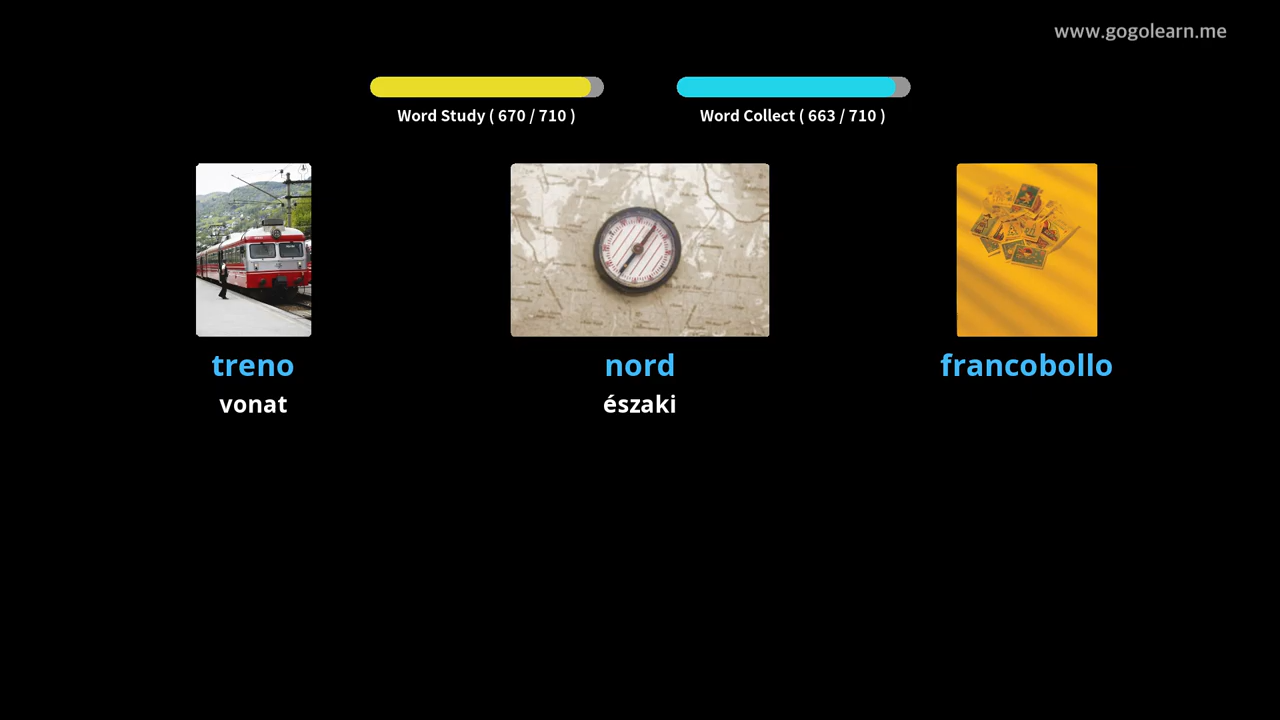 www.gogolearn.me
Word Study ( 670 / 710 )
Word Collect ( 663 / 710 )
treno
nord
francobollo
vonat
északi